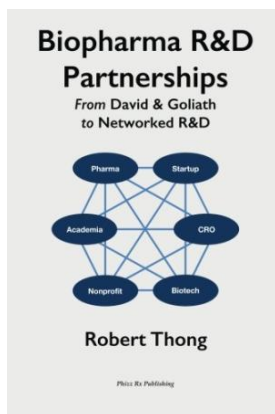 Biopharma R&D
Partnerships
From David & Goliath
to Networked R&D
Pharma Startup
Academia CRO
Nonprofit Biotech
Robert Thong
Phizz Rx Publishing